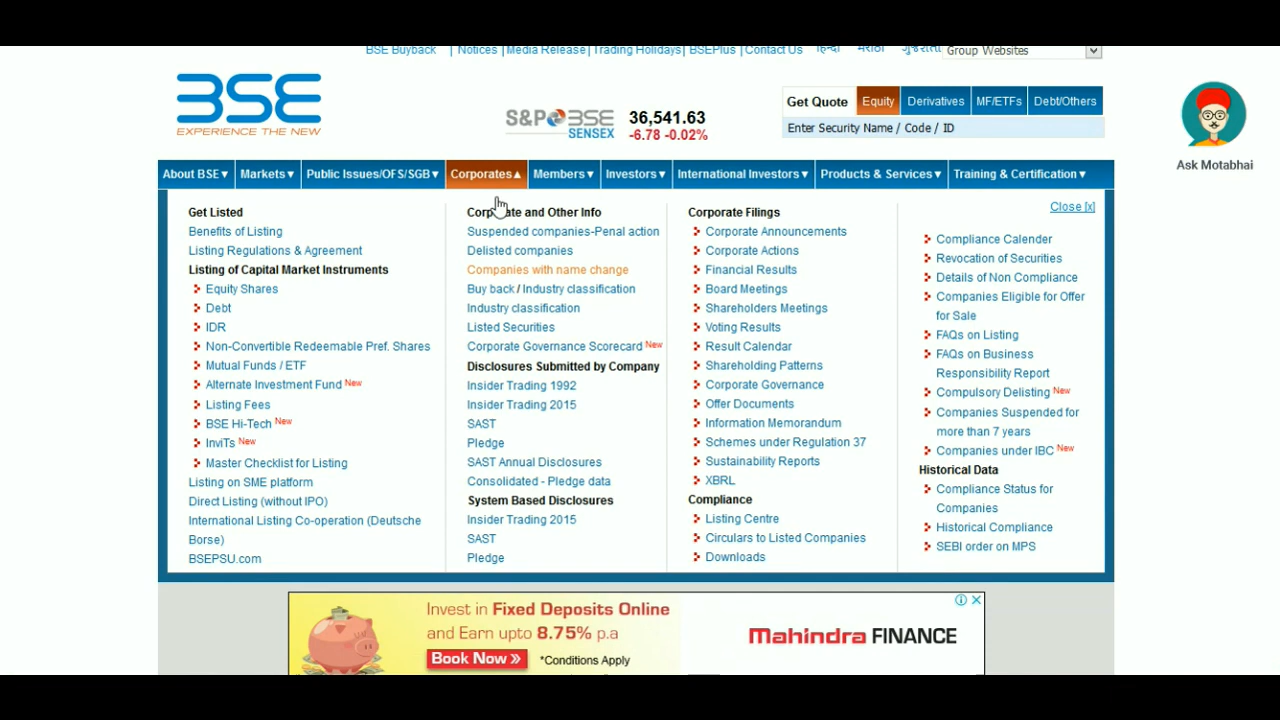 BSE Buyback | Notices | Media Release | Trading Holidays | BSEPlus | Contact Us हिन्दी मराठी ગુજરાતી Group Websites
BSE
EXPERIENCE THE NEW
S&P BSE
SENSEX
36,541.63
-6.78 -0.02%
Get Quote Equity Derivatives MF/ETFs Debt/Others
Enter Security Name / Code / ID
Ask Motabhai
About BSE▼ Markets▼ Public Issues/OFS/SGB▼ Corporates▲ Members▼ Investors▼ International Investors▼ Products & Services▼ Training & Certification▼
Close [x]
Get Listed
Benefits of Listing
Listing Regulations & Agreement
Listing of Capital Market Instruments
Equity Shares
Debt
IDR
Non-Convertible Redeemable Pref. Shares
Mutual Funds / ETF
Alternate Investment Fund New
Listing Fees
BSE Hi-Tech New
InviTs New
Master Checklist for Listing
Listing on SME platform
Direct Listing (without IPO)
International Listing Co-operation (Deutsche
Borse)
BSEPSU.com
Corporate and Other Info
Suspended companies-Penal action
Delisted companies
Companies with name change
Buy back / Industry classification
Industry classification
Listed Securities
Corporate Governance Scorecard New
Disclosures Submitted by Company
Insider Trading 1992
Insider Trading 2015
SAST
Pledge
SAST Annual Disclosures
Consolidated - Pledge data
System Based Disclosures
Insider Trading 2015
SAST
Pledge
Corporate Filings
Corporate Announcements
Corporate Actions
Financial Results
Board Meetings
Shareholders Meetings
Voting Results
Result Calendar
Shareholding Patterns
Corporate Governance
Offer Documents
Information Memorandum
Schemes under Regulation 37
Sustainability Reports
XBRL
Compliance
Listing Centre
Circulars to Listed Companies
Downloads
Compliance Calender
Revocation of Securities
Details of Non Compliance
Companies Eligible for Offer
for Sale
FAQs on Listing
FAQs on Business
Responsibility Report
Compulsory Delisting New
Companies Suspended for
more than 7 years
Companies under IBC New
Historical Data
Compliance Status for
Companies
Historical Compliance
SEBI order on MPS
Invest in Fixed Deposits Online
and Earn upto 8.75% p.a
Book Now » *Conditions Apply
Mahindra FINANCE